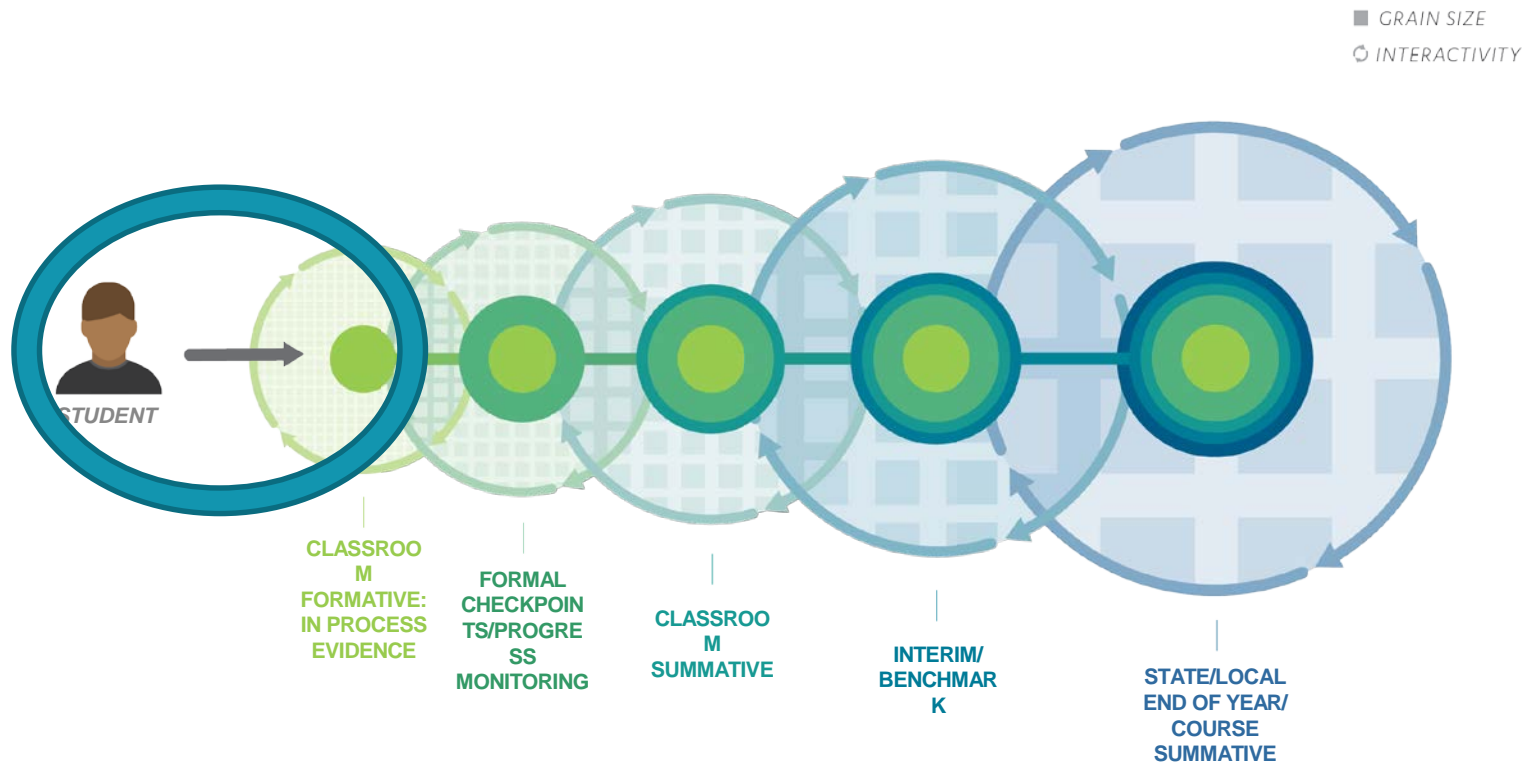 GRAIN SIZE
INTERACTIVITY
STUDENT
CLASSROO
M
FORMATIVE:
IN PROCESS
EVIDENCE
FORMAL
CHECKPOIN
TS/PROGRE
SS
MONITORING
CLASSROO
M
SUMMATIVE
INTERIM/
BENCHMAR
K
STATE/LOCAL
END OF YEAR/
COURSE
SUMMATIVE